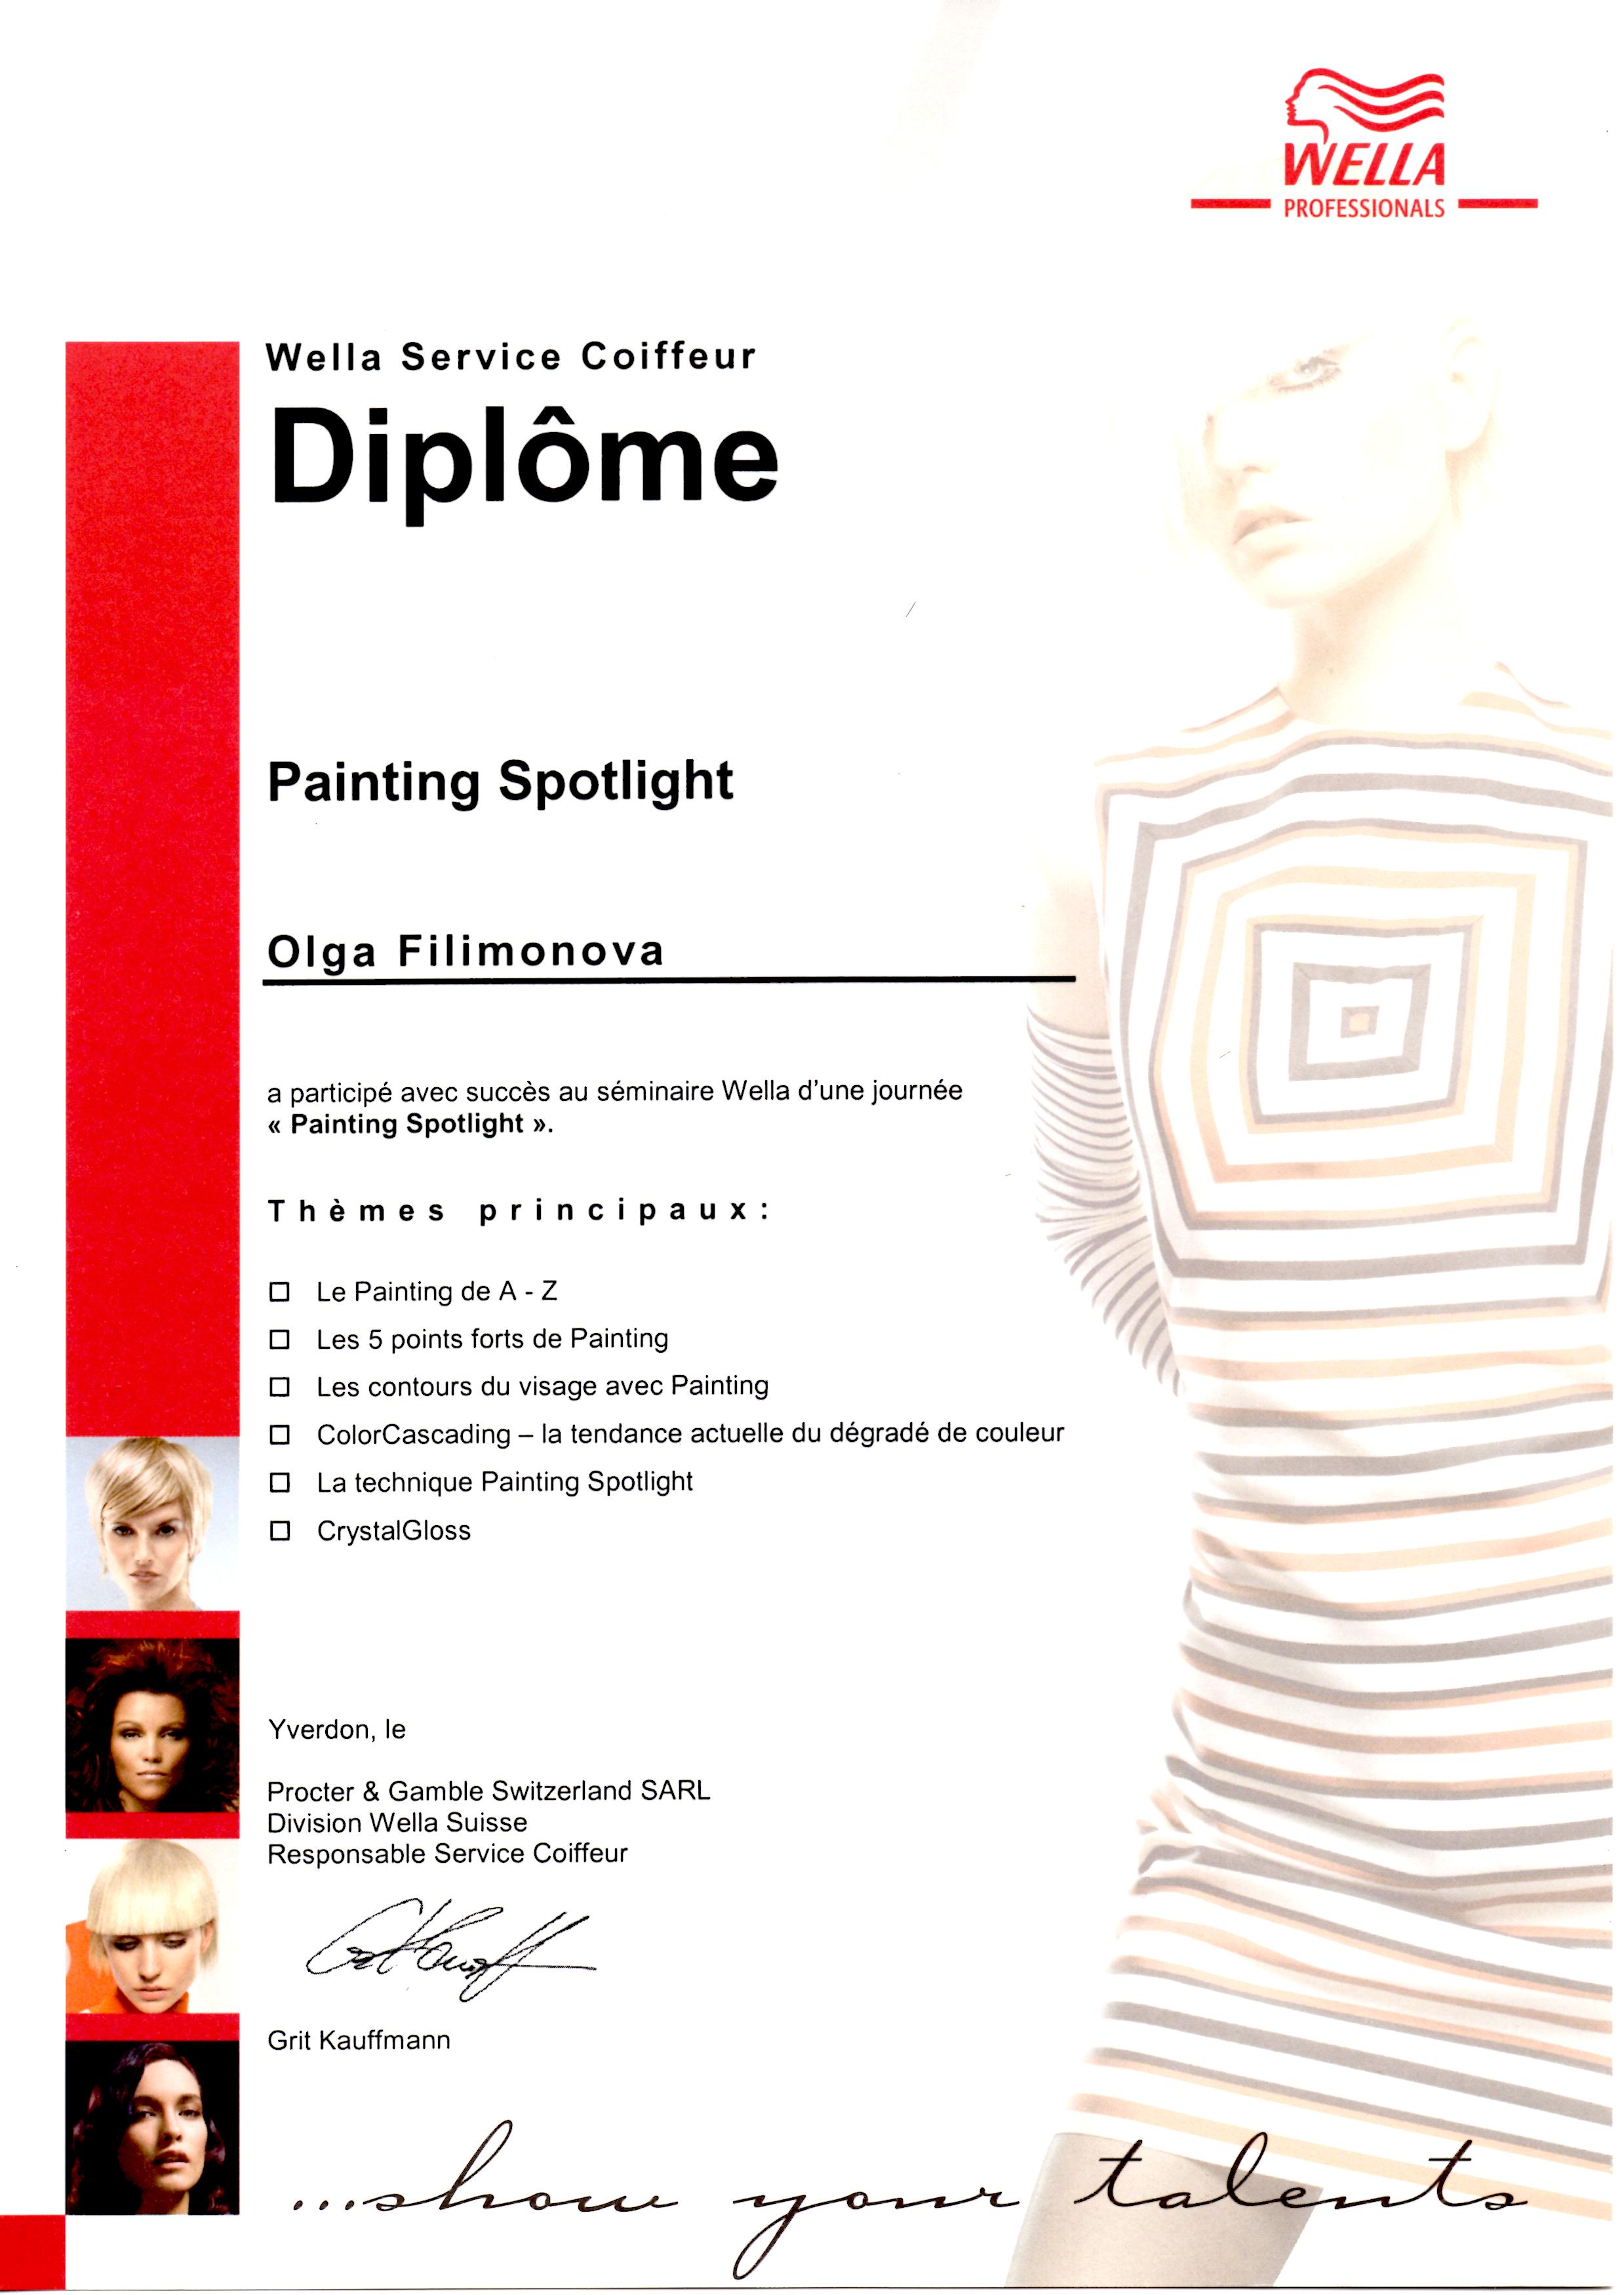 WELLA
PROFESSIONALS
Wella Service Coiffeur
Diplôme
Painting Spotlight
Olga Filimonova
a participé avec succès au séminaire Wella d'une journée
« Painting Spotlight ».
Thèmes principaux:
☐ Le Painting de A - Z
☐ Les 5 points forts de Painting
☐ Les contours du visage avec Painting
☐ ColorCascading – la tendance actuelle du dégradé de couleur
☐ La technique Painting Spotlight
☐ CrystalGloss
Yverdon, le
Procter & Gamble Switzerland SARL
Division Wella Suisse
Responsable Service Coiffeur
Grit Kauffmann
...show your talents